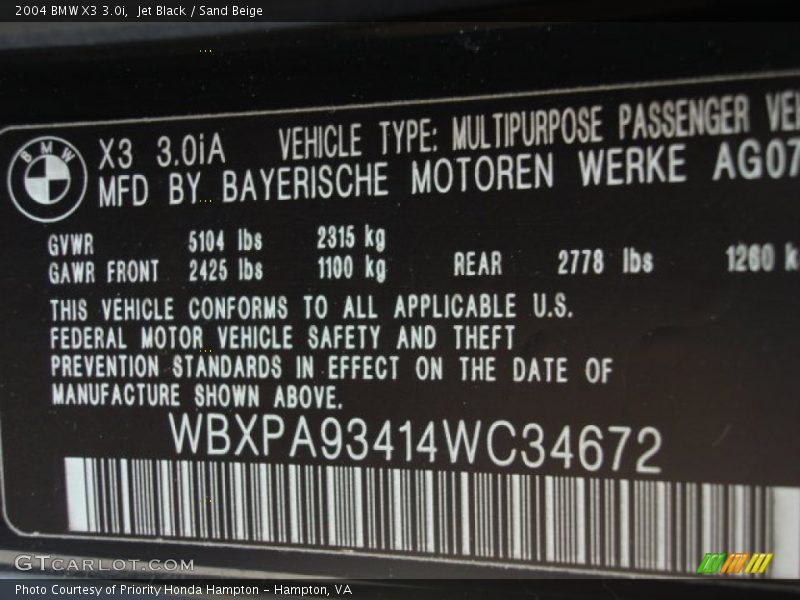 2004 BMW X3 3.0i,  Jet Black / Sand Beige
BMW
X3 3.0iA VEHICLE TYPE: MULTIPURPOSE PASSENGER VE
MFD BY BAYERISCHE MOTOREN WERKE AG07
GVWR 5104 lbs 2315 kg
GAWR FRONT 2425 lbs 1100 kg REAR 2778 lbs 1260 k
THIS VEHICLE CONFORMS TO ALL APPLICABLE U.S.
FEDERAL MOTOR VEHICLE SAFETY AND THEFT
PREVENTION STANDARDS IN EFFECT ON THE DATE OF
MANUFACTURE SHOWN ABOVE.
WBXPA93414WC34672
GTCARLOT.COM
Photo Courtesy of Priority Honda Hampton - Hampton, VA